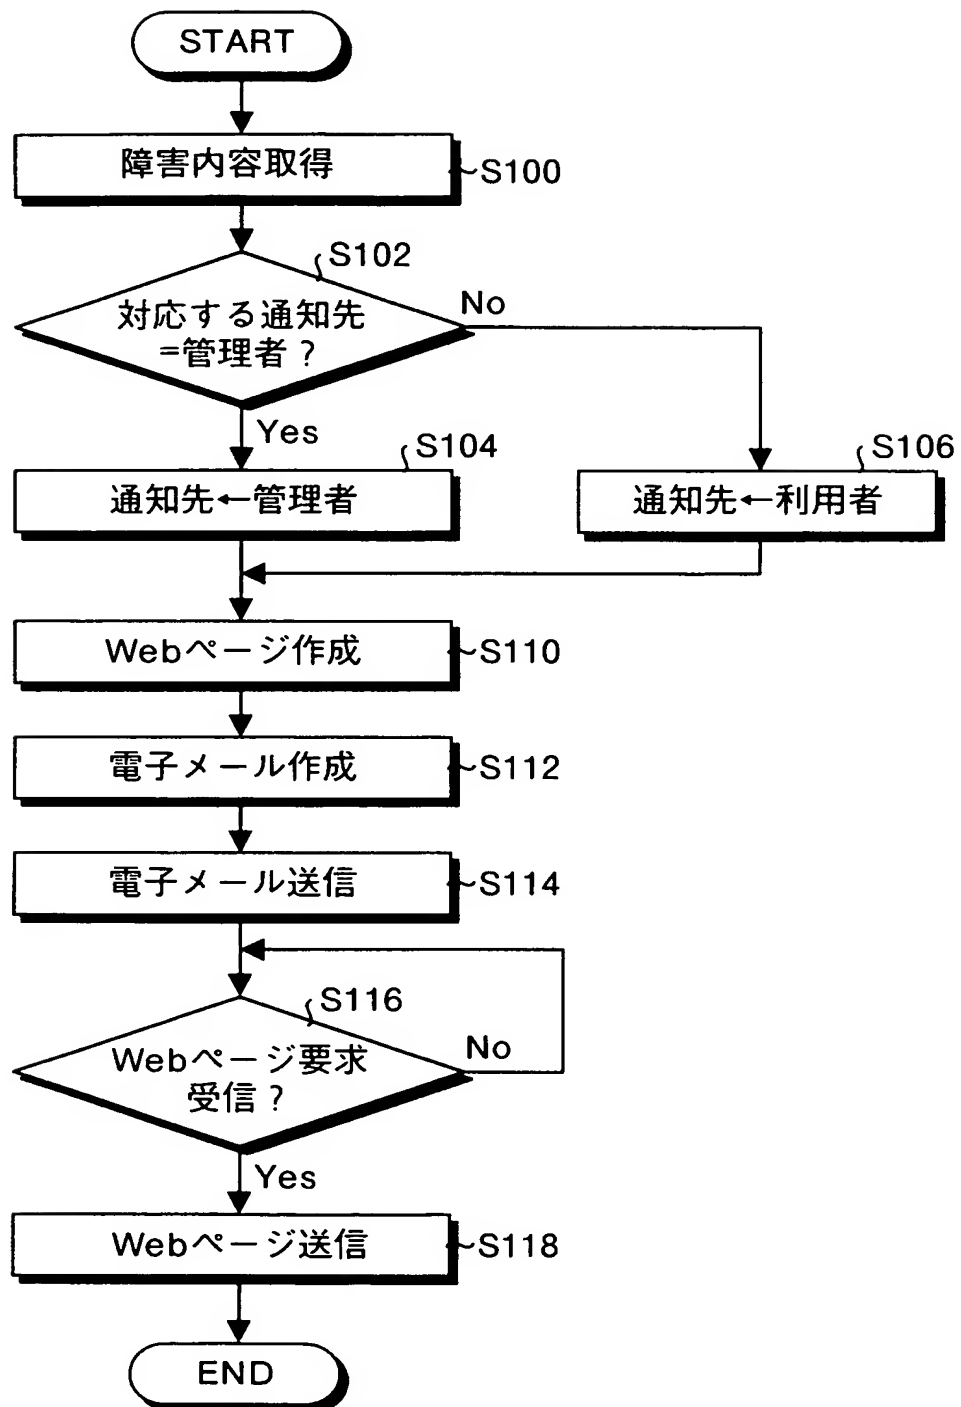 START
障害内容取得
S100
S102
対応する通知先
=管理者?
No
Yes
S104
通知先←管理者
S106
通知先←利用者
Webページ作成
S110
電子メール作成
S112
電子メール送信
S114
S116
Webページ要求
受信?
No
Yes
Webページ送信
S118
END